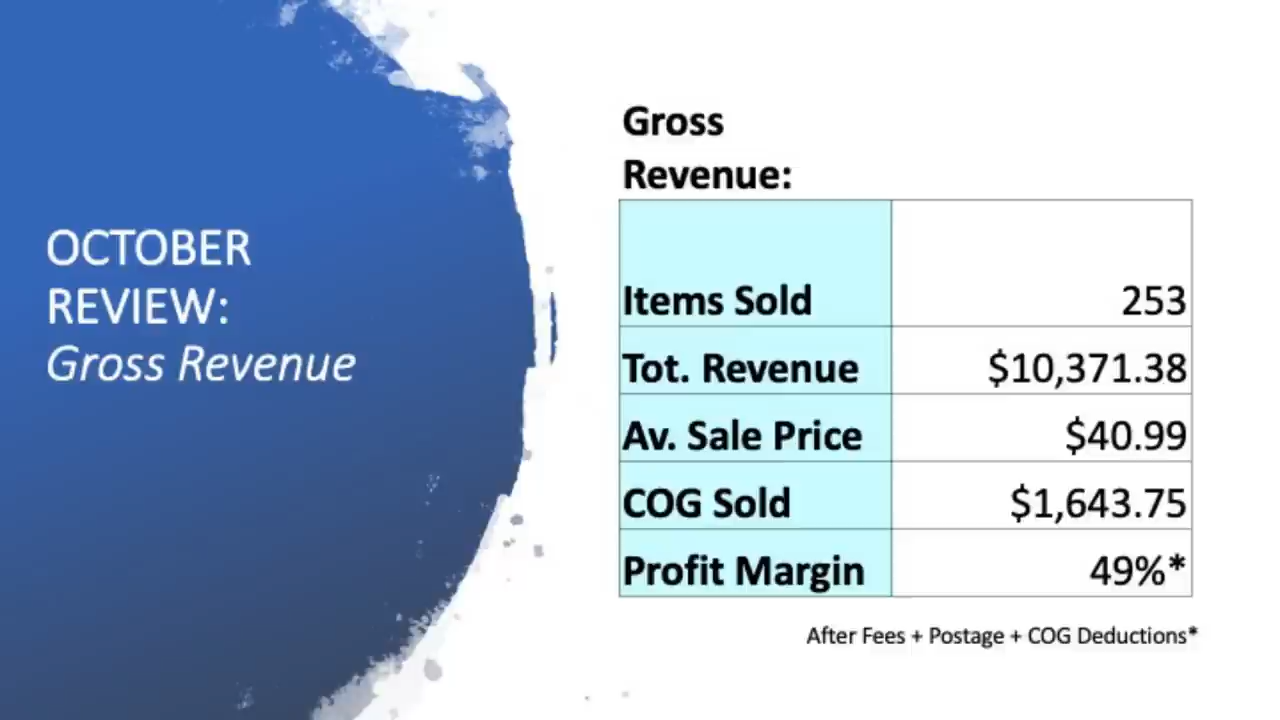 OCTOBER
REVIEW:
Gross Revenue
Gross
Revenue:
Items Sold 253
Tot. Revenue $10,371.38
Av. Sale Price $40.99
COG Sold $1,643.75
Profit Margin 49%*
After Fees + Postage + COG Deductions*